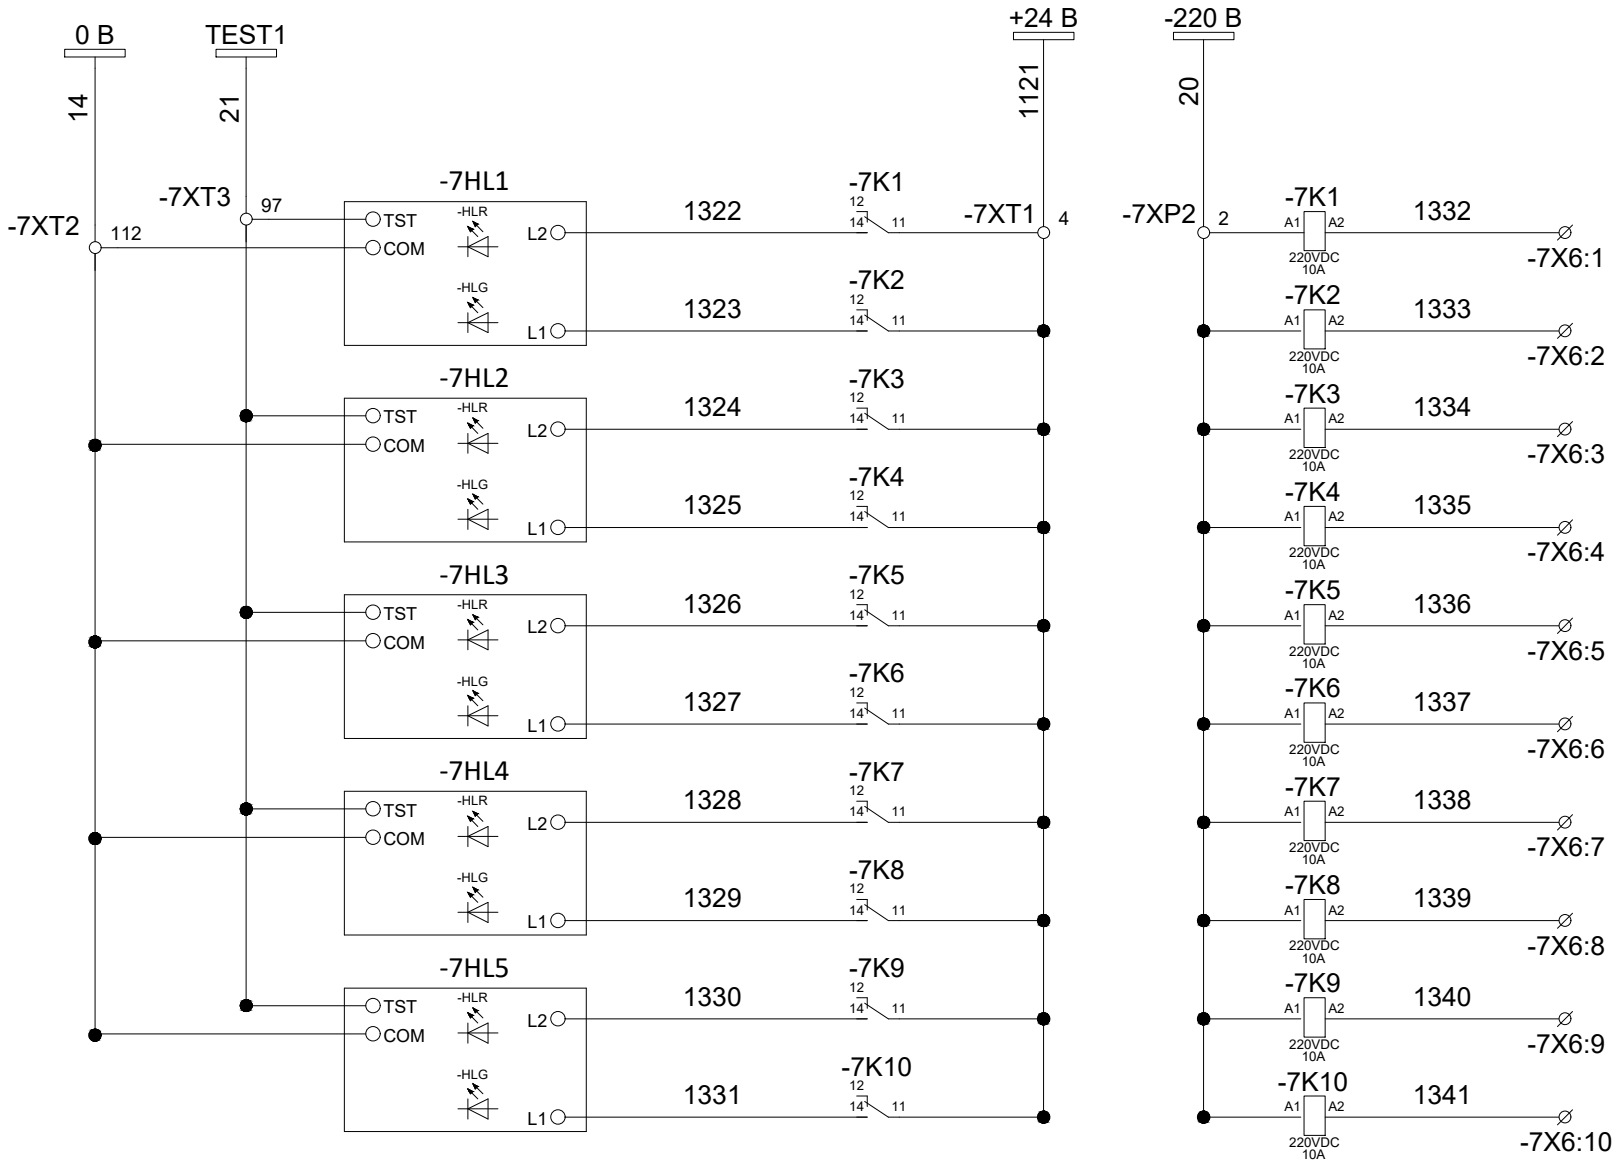 0 В TEST1 +24 В -220 В
14 21 1121 20
-7HL1 -7K1 -7K1
-7XT2 112 -7XT3 97 TST -HLR L2 1322 12 14 11 -7XT1 4 -7XP2 2 A1 A2 1332
COM 220VDC -7X6:1
10A
-HLG -7K2 -7K2
L1 1323 12 14 11 A1 A2 1333
220VDC -7X6:2
10A
-7HL2 -7K3 -7K3
TST -HLR L2 1324 12 14 11 A1 A2 1334
COM 220VDC -7X6:3
10A
-HLG -7K4 -7K4
L1 1325 12 14 11 A1 A2 1335
220VDC -7X6:4
10A
-7HL3 -7K5 -7K5
TST -HLR L2 1326 12 14 11 A1 A2 1336
COM 220VDC -7X6:5
10A
-HLG -7K6 -7K6
L1 1327 12 14 11 A1 A2 1337
220VDC -7X6:6
10A
-7HL4 -7K7 -7K7
TST -HLR L2 1328 12 14 11 A1 A2 1338
COM 220VDC -7X6:7
10A
-HLG -7K8 -7K8
L1 1329 12 14 11 A1 A2 1339
220VDC -7X6:8
10A
-7HL5 -7K9 -7K9
TST -HLR L2 1330 12 14 11 A1 A2 1340
COM 220VDC -7X6:9
10A
-HLG -7K10 -7K10
L1 1331 12 14 11 A1 A2 1341
220VDC -7X6:10
10A